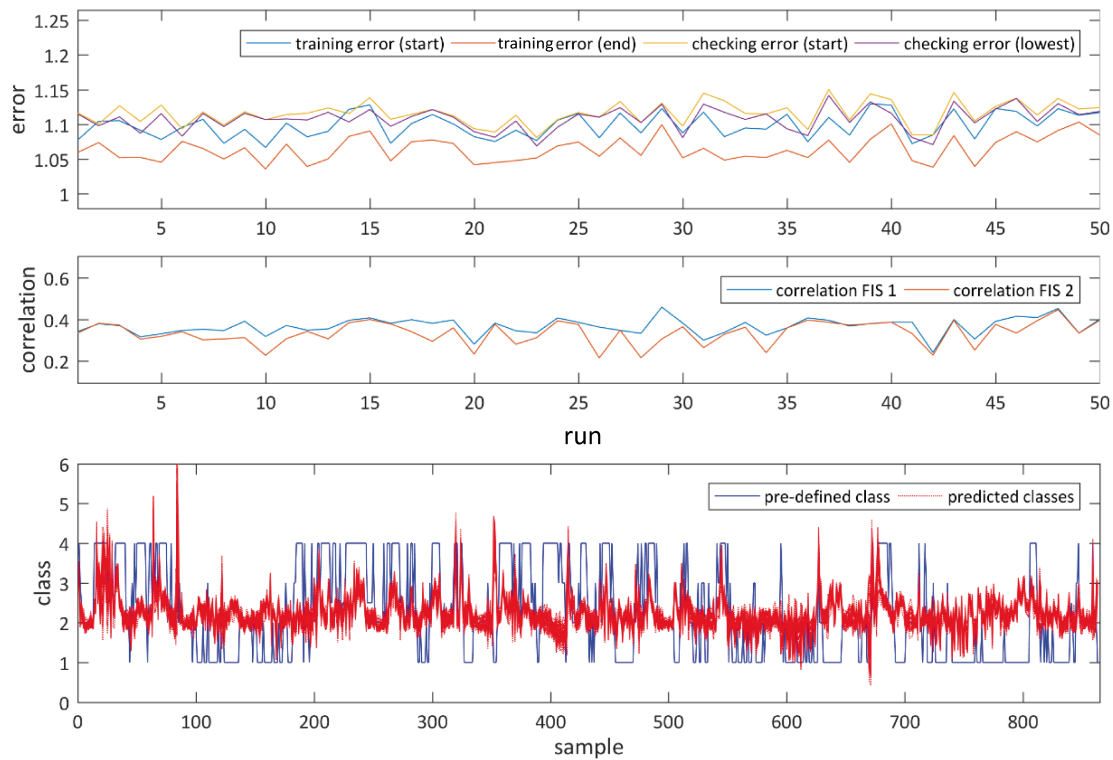 1.25
training error (start) training error (end) checking error (start) checking error (lowest)
1.2
1.15
1.1
1.05
1
error
5 10 15 20 25 30 35 40 45 50
0.6
0.4
0.2
correlation
correlation FIS 1 correlation FIS 2
5 10 15 20 25 30 35 40 45 50
run
6
5
4
3
2
1
0
class
pre-defined class predicted classes
0 100 200 300 400 500 600 700 800
sample